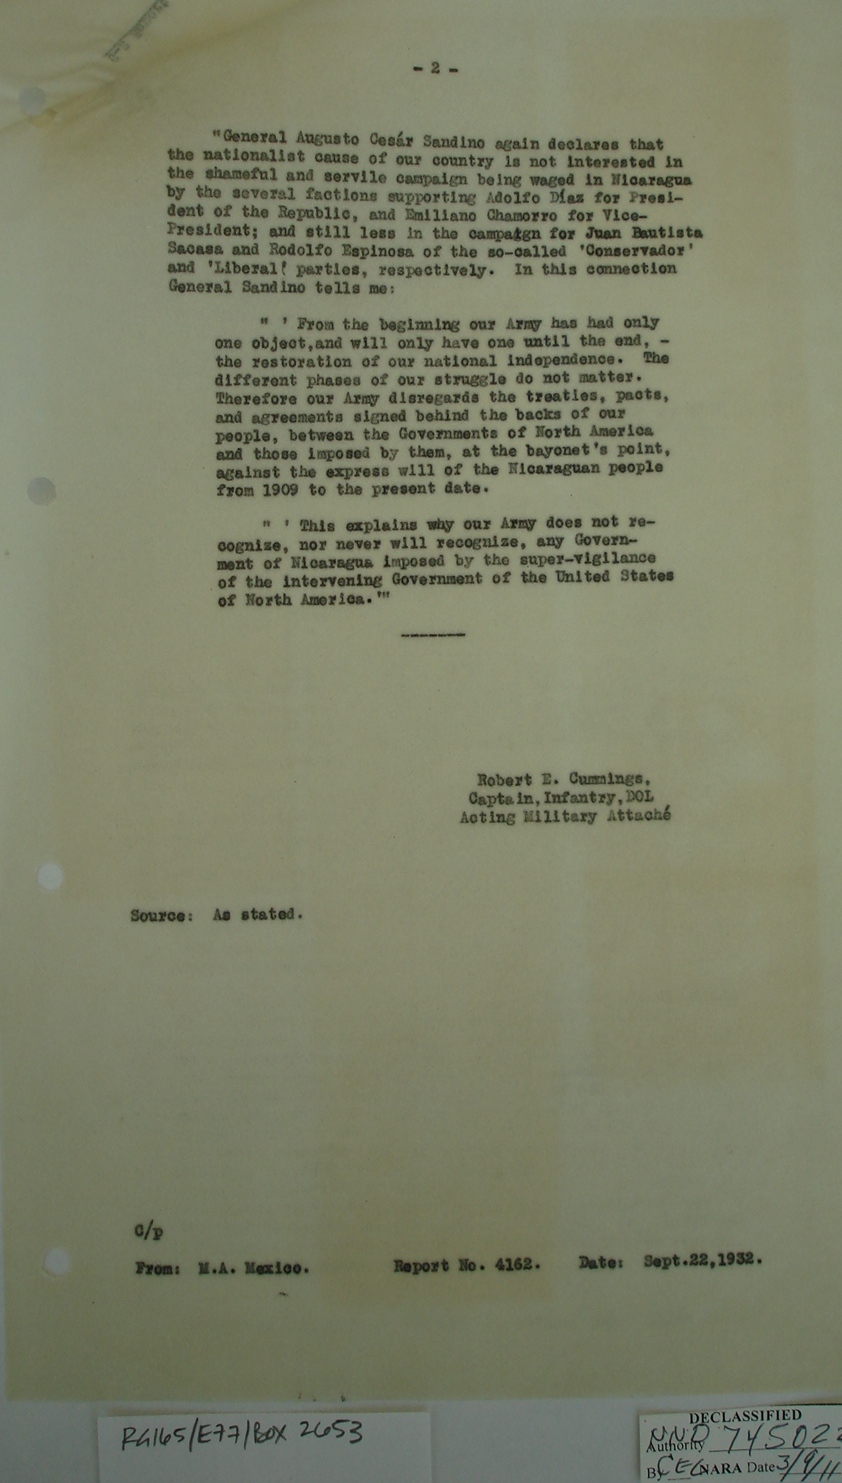 - 2 -
"General Augusto Cesár Sandino again declares that
the nationalist cause of our country is not interested in
the shameful and servile campaign being waged in Nicaragua
by the several factions supporting Adolfo Díaz for Presi-
dent of the Republic, and Emiliano Chamorro for Vice-
President; and still less in the campaign for Juan Bautista
Sacasa and Rodolfo Espinosa of the so-called 'Conservador'
and 'Liberal' parties, respectively. In this connection
General Sandino tells me:
" ' From the beginning our Army has had only
one object,and will only have one until the end, -
the restoration of our national independence. The
different phases of our struggle do not matter.
Therefore our Army disregards the treaties, pacts,
and agreements signed behind the backs of our
people, between the Governments of North America
and those imposed by them, at the bayonet's point,
against the express will of the Nicaraguan people
from 1909 to the present date.
" ' This explains why our Army does not re-
cognize, nor never will recognize, any Govern-
ment of Nicaragua imposed by the super-vigilance
of the intervening Government of the United States
of North America.'"
Robert E. Cummings,
Captain,Infantry,DOL
Acting Military Attaché
Source: As stated.
C/p
From: M.A. Mexico. Report No. 4162. Date: Sept.22,1932.
RG165/E77/BOX 2653
DECLASSIFIED
Authority NND 745022
By CEG NARA Date 3/9/11